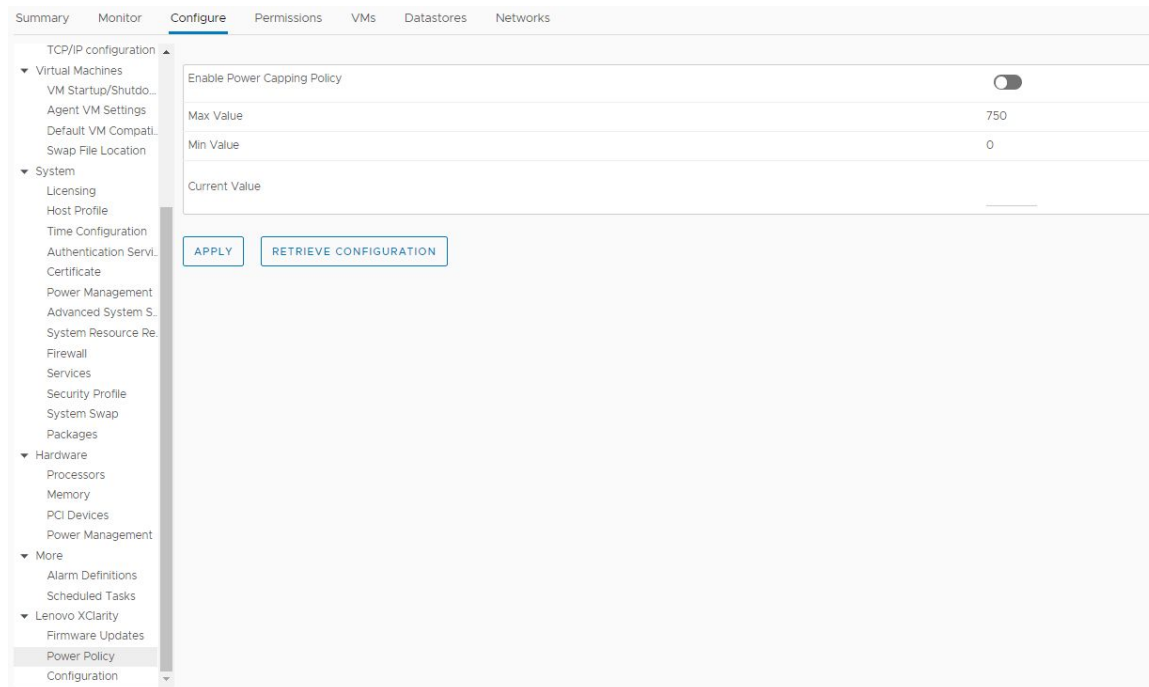 Summary Monitor Configure Permissions VMs Datastores Networks
TCP/IP configuration
Virtual Machines
VM Startup/Shutdo...
Agent VM Settings
Default VM Compati..
Swap File Location
System
Licensing
Host Profile
Time Configuration
Authentication Servi..
Certificate
Power Management
Advanced System S..
System Resource Re..
Firewall
Services
Security Profile
System Swap
Packages
Hardware
Processors
Memory
PCI Devices
Power Management
More
Alarm Definitions
Scheduled Tasks
Lenovo XClarity
Firmware Updates
Power Policy
Configuration
Enable Power Capping Policy
Max Value 750
Min Value 0
Current Value
APPLY RETRIEVE CONFIGURATION